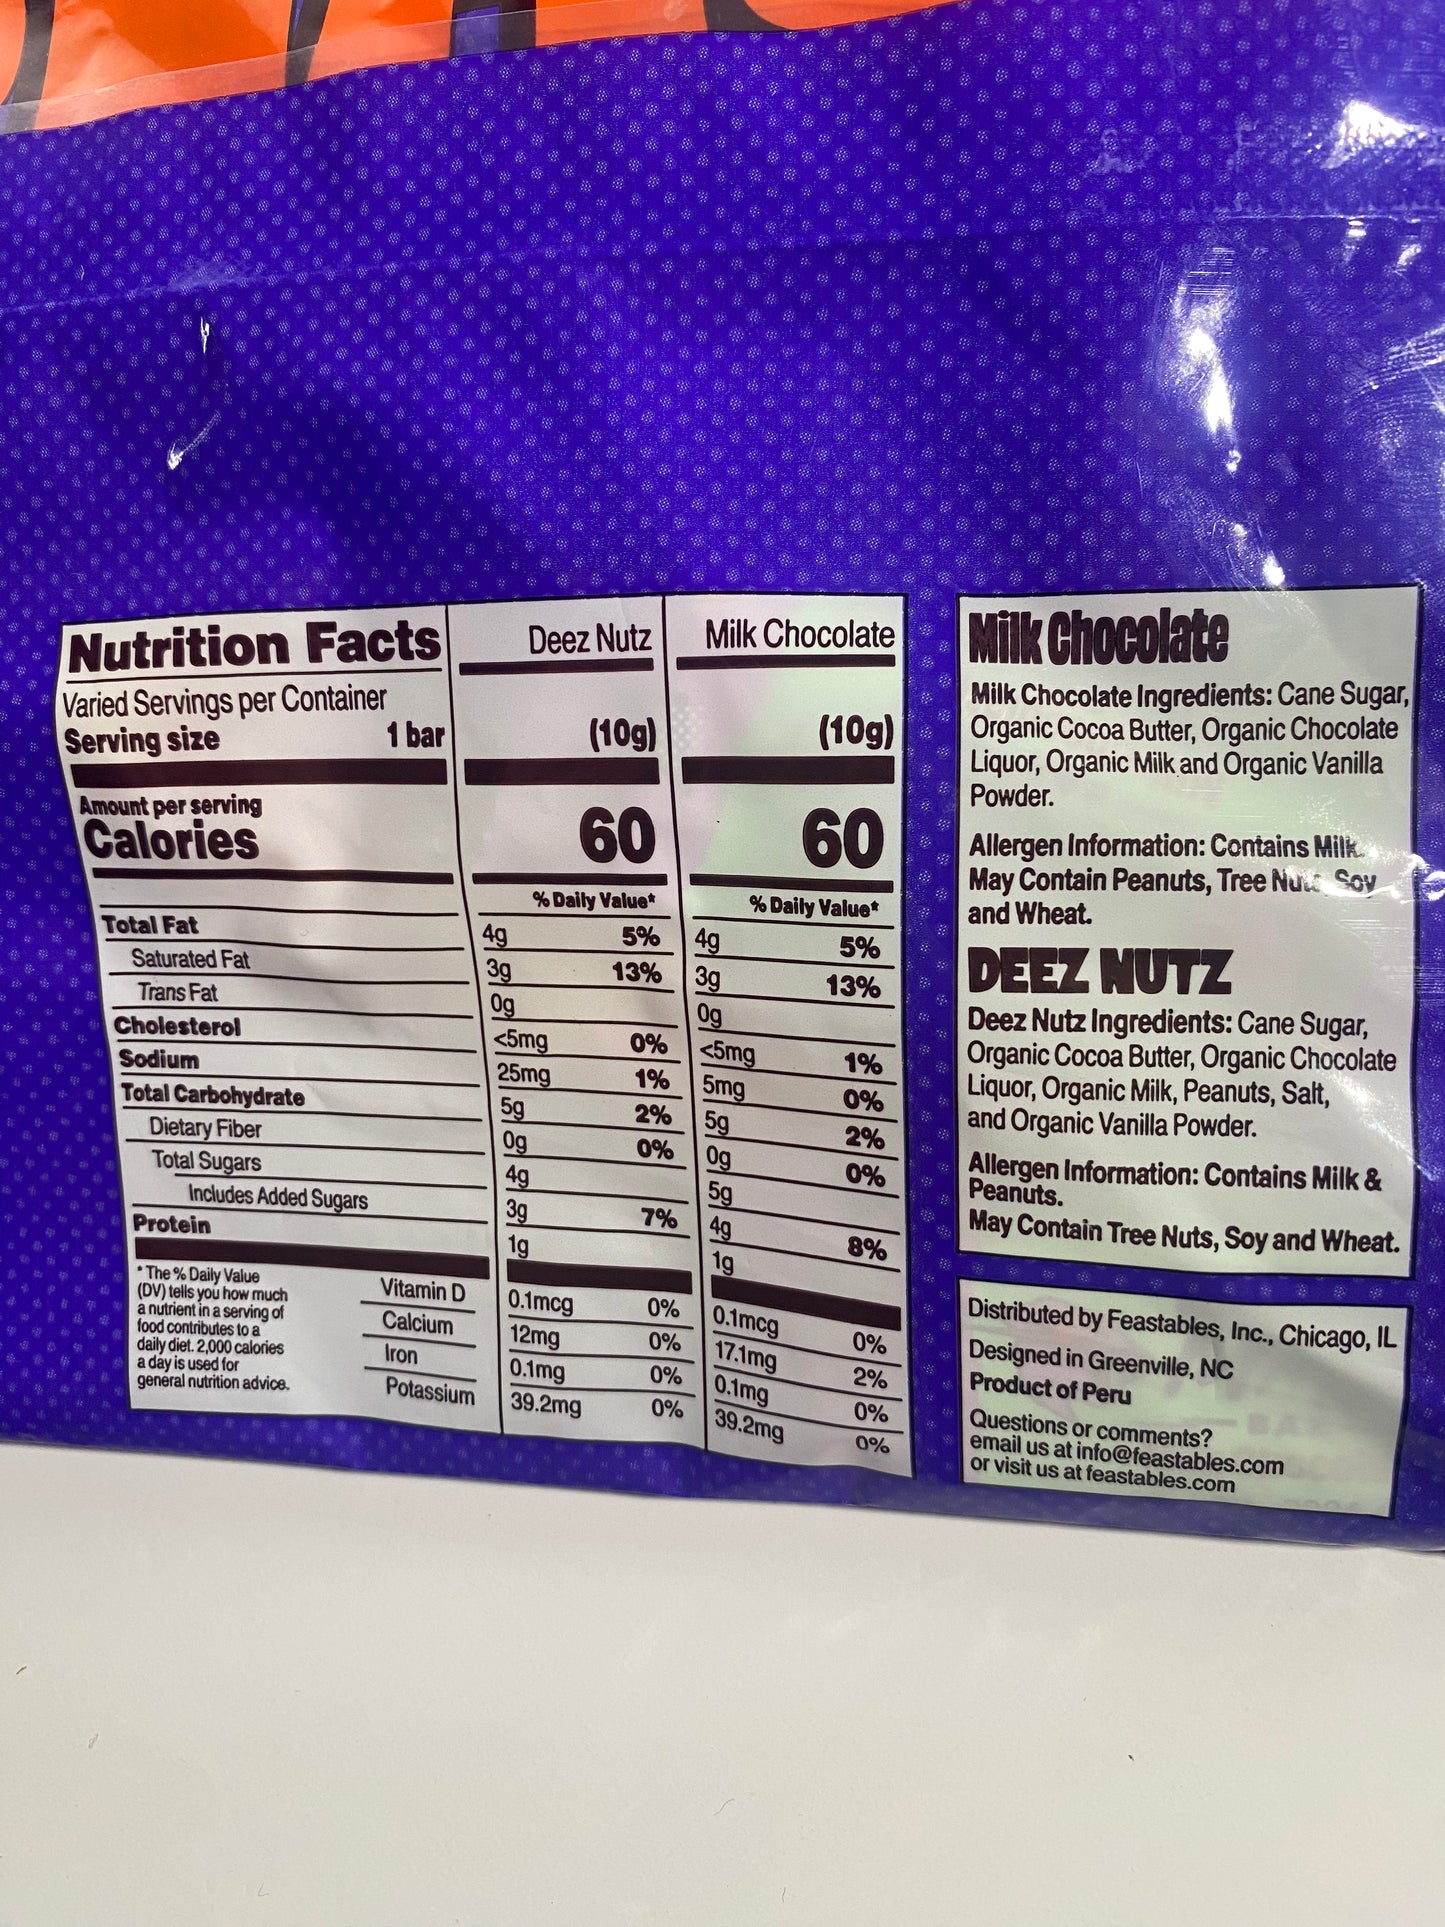 Nutrition Facts
Varied Servings per Container
Serving size 1 bar
Amount per serving
Calories
Total Fat
Saturated Fat
Trans Fat
Cholesterol
Sodium
Total Carbohydrate
Dietary Fiber
Total Sugars
Includes Added Sugars
Protein
* The % Daily Value
(DV) tells you how much
a nutrient in a serving of
food contributes to a
daily diet. 2,000 calories
a day is used for
general nutrition advice.
Vitamin D
Calcium
Iron
Potassium
Deez Nutz
(10g)
60
% Daily Value*
4g 5%
3g 13%
0g
<5mg 0%
25mg 1%
5g 2%
0g 0%
4g
3g 7%
1g
0.1mcg 0%
12mg 0%
0.1mg 0%
39.2mg 0%
Milk Chocolate
(10g)
60
% Daily Value*
4g 5%
3g 13%
0g
<5mg 1%
5mg 0%
5g 2%
0g 0%
5g
4g 8%
1g
0.1mcg 0%
17.1mg 2%
0.1mg 0%
39.2mg 0%
Milk Chocolate
Milk Chocolate Ingredients: Cane Sugar,
Organic Cocoa Butter, Organic Chocolate
Liquor, Organic Milk and Organic Vanilla
Powder.
Allergen Information: Contains Milk.
May Contain Peanuts, Tree Nuts, Soy
and Wheat.
DEEZ NUTZ
Deez Nutz Ingredients: Cane Sugar,
Organic Cocoa Butter, Organic Chocolate
Liquor, Organic Milk, Peanuts, Salt,
and Organic Vanilla Powder.
Allergen Information: Contains Milk &
Peanuts.
May Contain Tree Nuts, Soy and Wheat.
Distributed by Feastables, Inc., Chicago, IL
Designed in Greenville, NC
Product of Peru
Questions or comments?
email us at info@feastables.com
or visit us at feastables.com